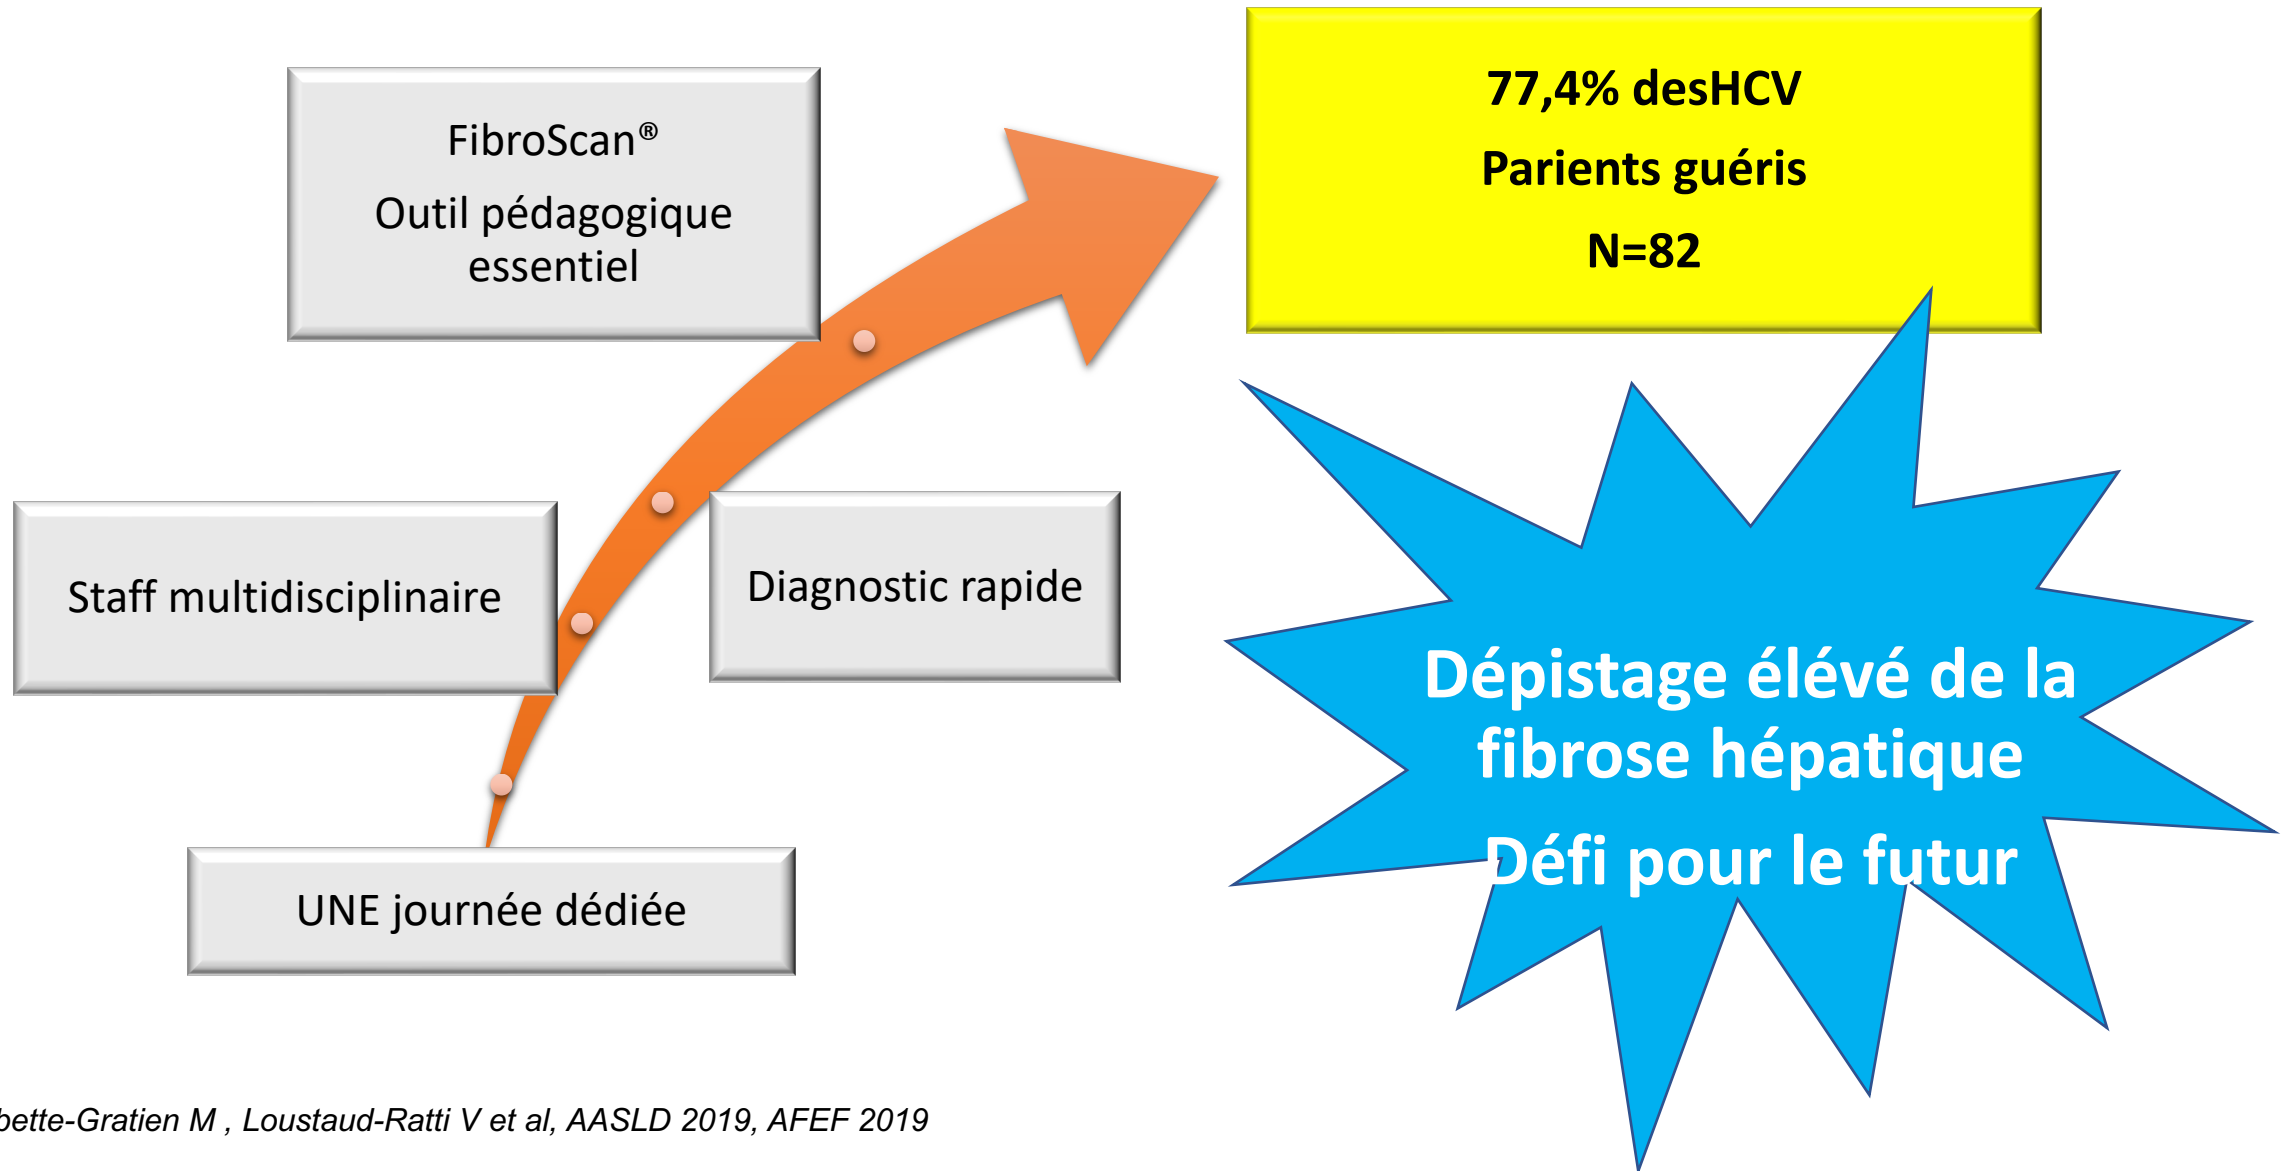 FibroScan®
Outil pédagogique
essentiel
77,4% desHCV
Parients guéris
N=82
Staff multidisciplinaire
Diagnostic rapide
UNE journée dédiée
Dépistage élévé de la
fibrose hépatique
Défi pour le futur
bette-Gratien M , Loustaud-Ratti V et al, AASLD 2019, AFEF 2019